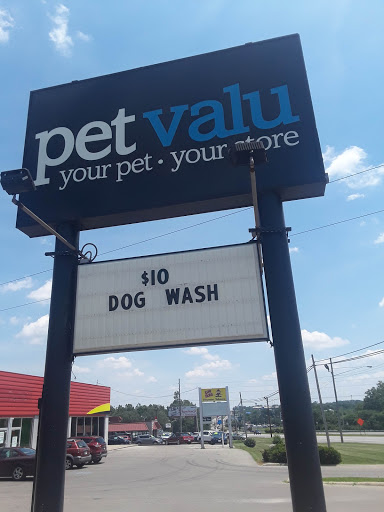 pet valu
your pet · your store
$10
DOG WASH